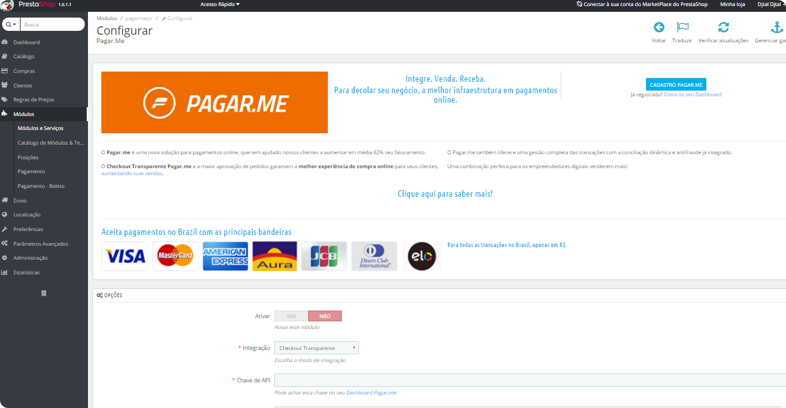 PrestaShop 1.6.1.1
Acesso Rápido
Conectar à sua conta do MarketPlace do PrestaShop
Minha loja
Djtal Djtal
Busca
Módulos / pagarmeps / Configurar
Configurar
Pagar.Me
Voltar
Traduzir
Verificar atualizações
Gerenciar
Dashboard
Catálogo
Compras
Clientes
Regras de Preços
Módulos
Módulos e Serviços
Catálogo de Módulos & Te...
Posições
Pagamento
Pagamento - Boleto
Envio
Localização
Preferências
Parâmetros Avançados
Administração
Estatísticas
PAGAR.ME
Integre. Venda. Receba.
Para decolar seu negócio, a melhor infraestrutura em pagamentos
online.
CADASTRO PAGAR.ME
Já registrado? Entra no seu Dashboard
O Pagar.me é uma nova solução para pagamentos online, que tem ajudado nossos clientes a aumentar em média 62% seu faturamento.
O Checkout Transparente Pagar.me e a maior aprovação de pedidos garantem a melhor experiência de compra online para seus clientes,
aumentando suas vendas.
O Pagar.me também oferece uma gestão completa das transações com a conciliação dinâmica e antifraude já integrado.
Uma combinação perfeita para os empreendedores digitais venderem mais!
Clique aqui para saber mais!
Aceita pagamentos no Brazil com as principais bandeiras
VISA
MasterCard
AMERICAN
EXPRESS
Aura
JCB
Diners Club
International
elo
Para todas as transações no Brasil, apenas em R$
OPÇÕES
Ativar
SIM
NÃO
Ativar este módulo
* Integração
Checkout Transparente
Escolha o modo de integração
* Chave de API
Pode achar esta chave no seu Dashboard Pagar.me